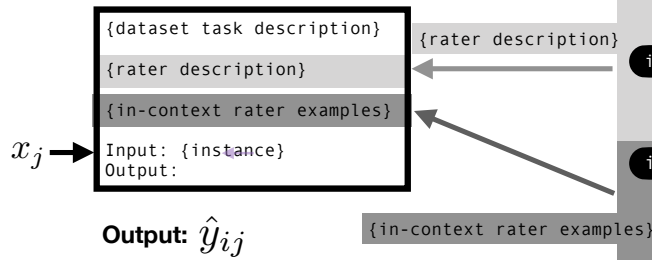 {dataset task description}
{rater description}
{rater description}
i
{in-context rater examples}
x_j
Input: {instance}
Output:
i
Output: ŷ_ij
{in-context rater examples}